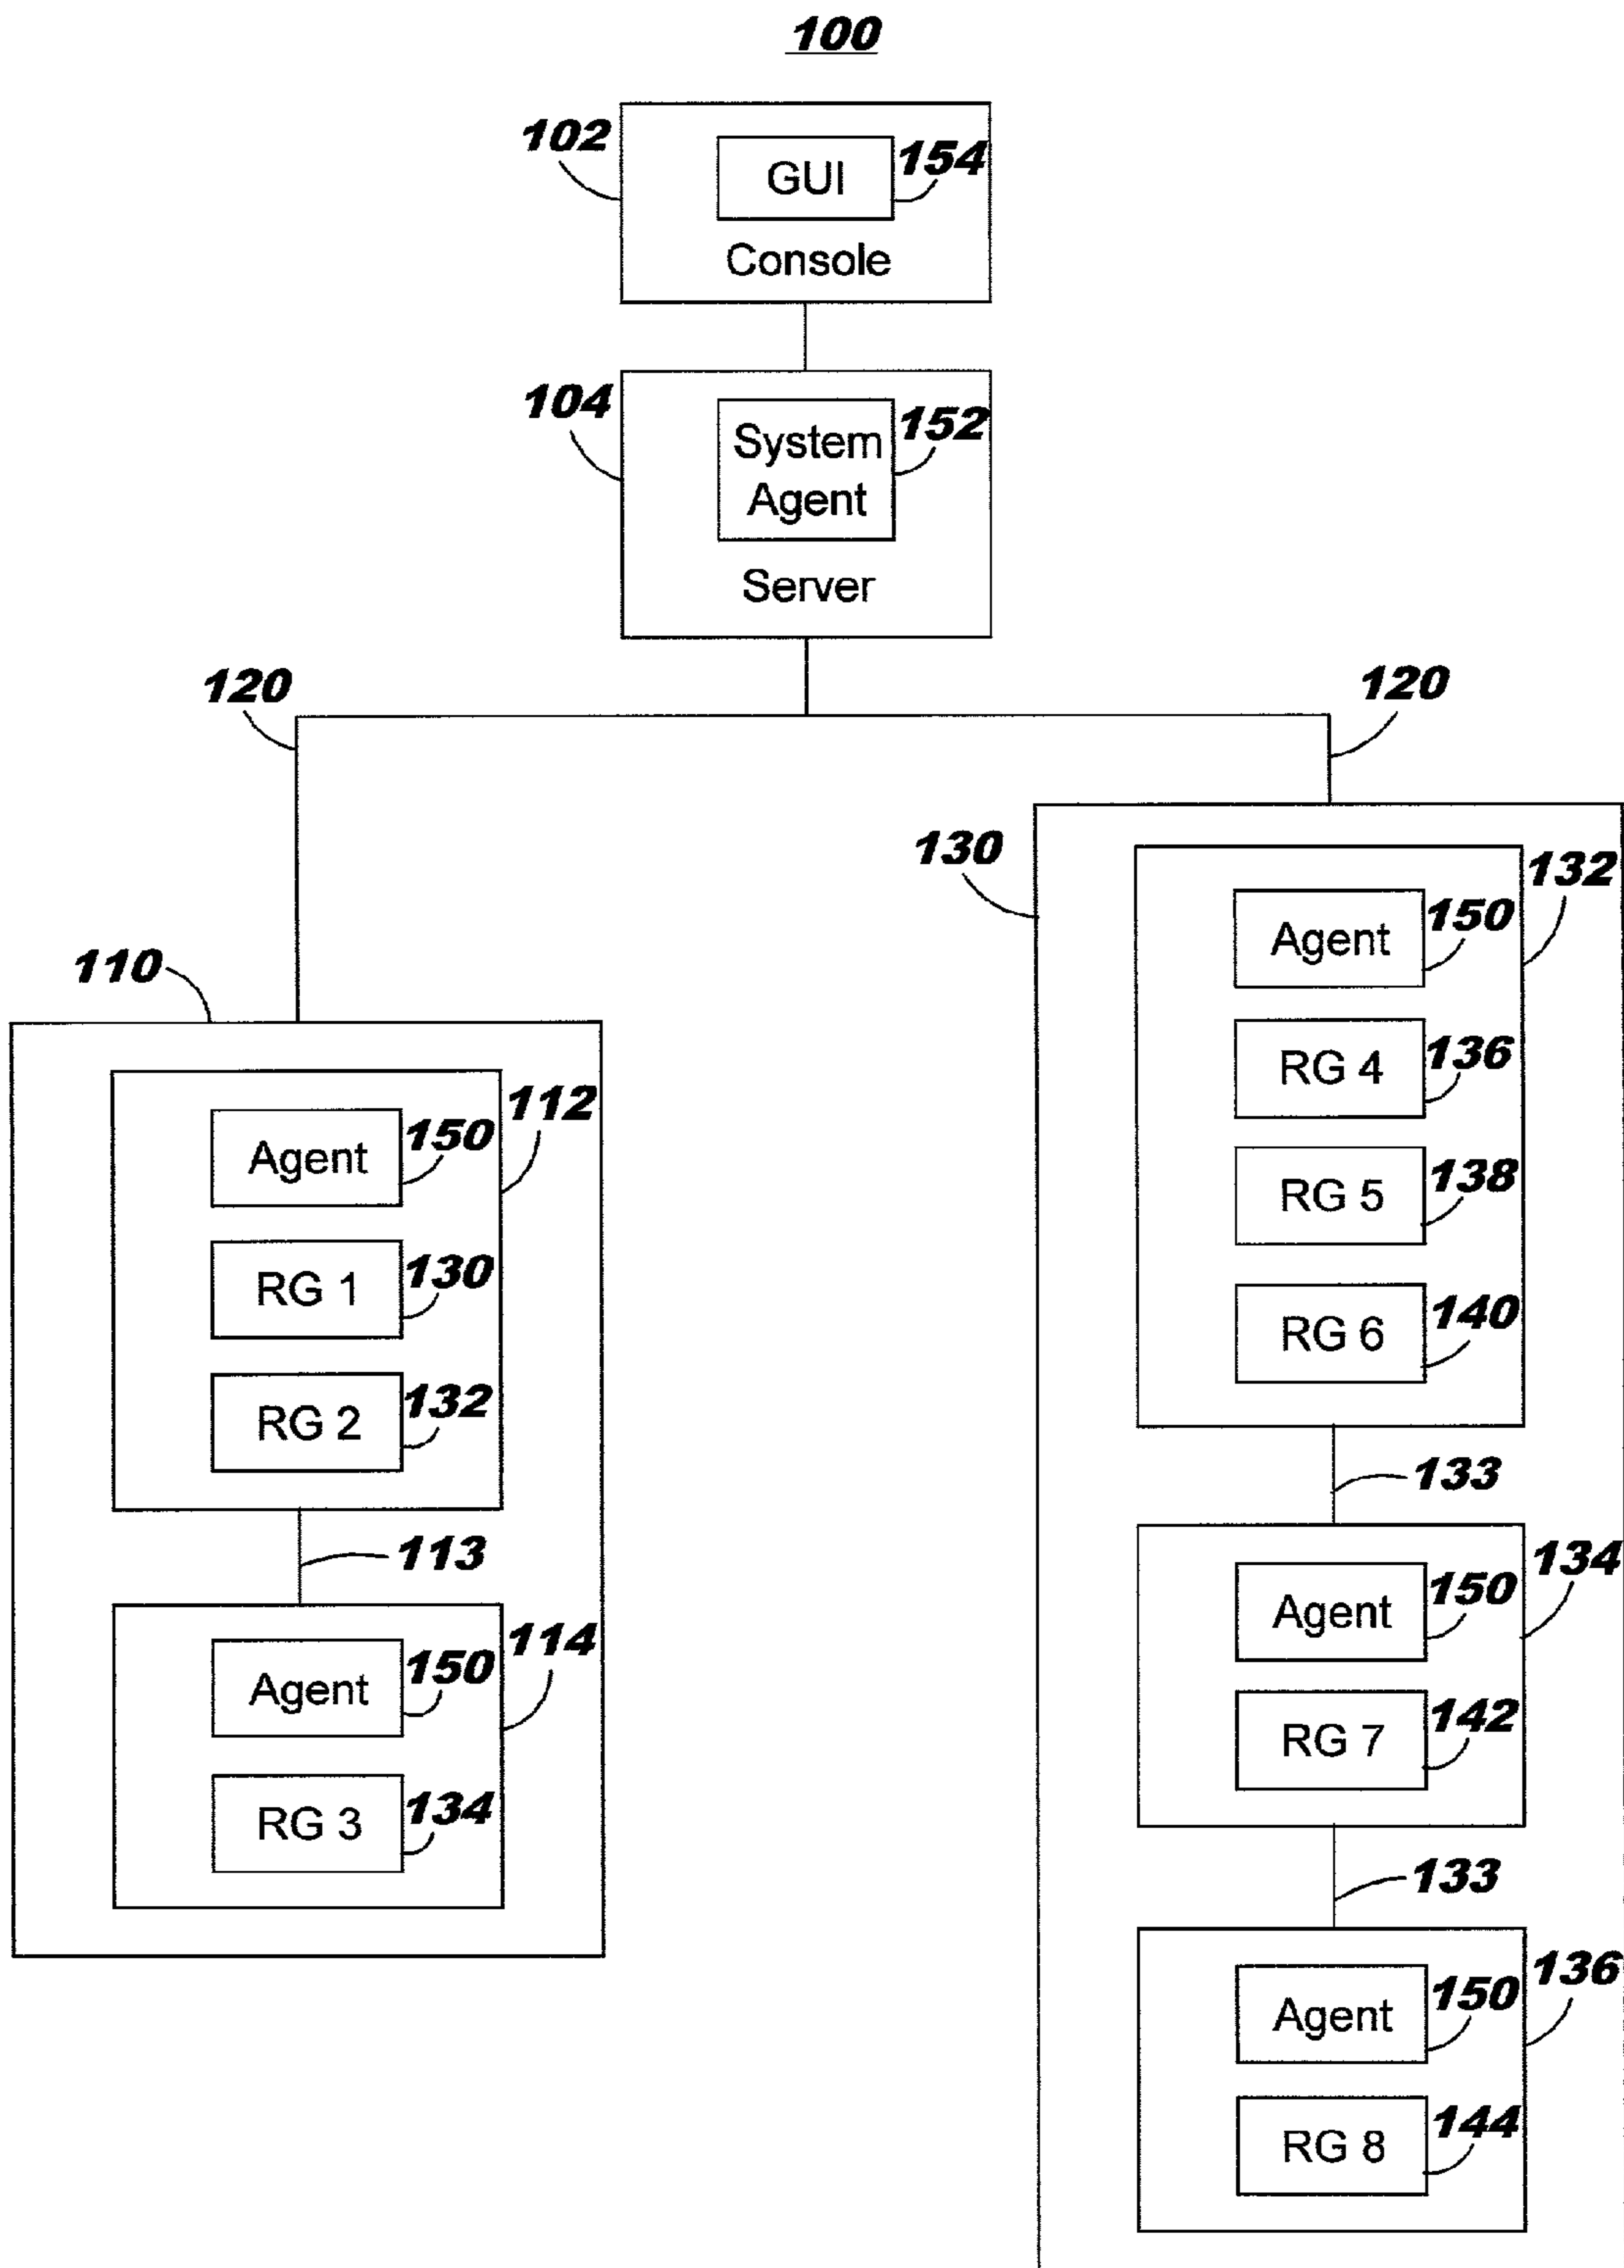 100
102
GUI
154
Console
104
System
Agent
152
Server
120
120
110
112
Agent
150
RG 1
130
RG 2
132
113
114
Agent
150
RG 3
134
130
132
Agent
150
RG 4
136
RG 5
138
RG 6
140
133
134
Agent
150
RG 7
142
133
136
Agent
150
RG 8
144